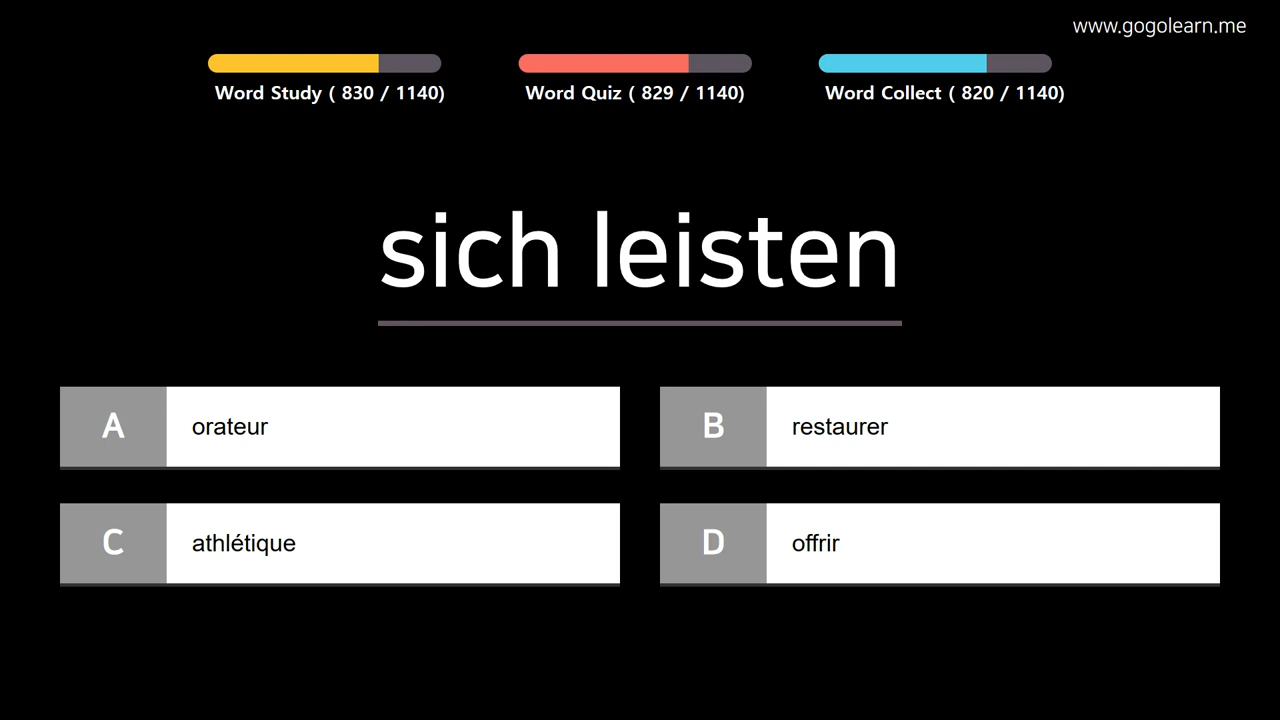 www.gogolearn.me
Word Study ( 830 / 1140)
Word Quiz ( 829 / 1140)
Word Collect ( 820 / 1140)
sich leisten
A orateur
B restaurer
C athlétique
D offrir